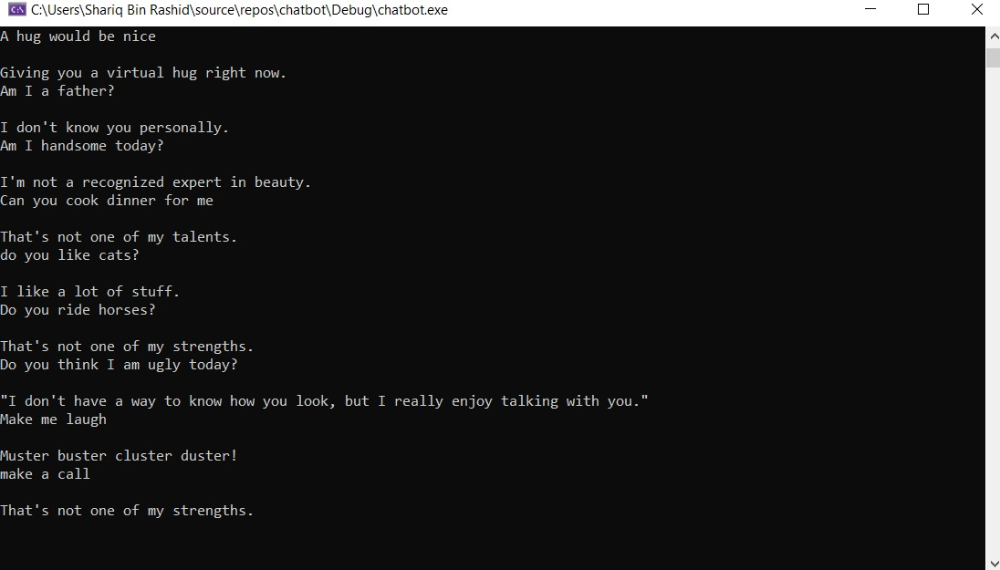 C:\Users\Shariq Bin Rashid\source\repos\chatbot\Debug\chatbot.exe
A hug would be nice
Giving you a virtual hug right now.
Am I a father?
I don't know you personally.
Am I handsome today?
I'm not a recognized expert in beauty.
Can you cook dinner for me
That's not one of my talents.
do you like cats?
I like a lot of stuff.
Do you ride horses?
That's not one of my strengths.
Do you think I am ugly today?
"I don't have a way to know how you look, but I really enjoy talking with you."
Make me laugh
Muster buster cluster duster!
make a call
That's not one of my strengths.